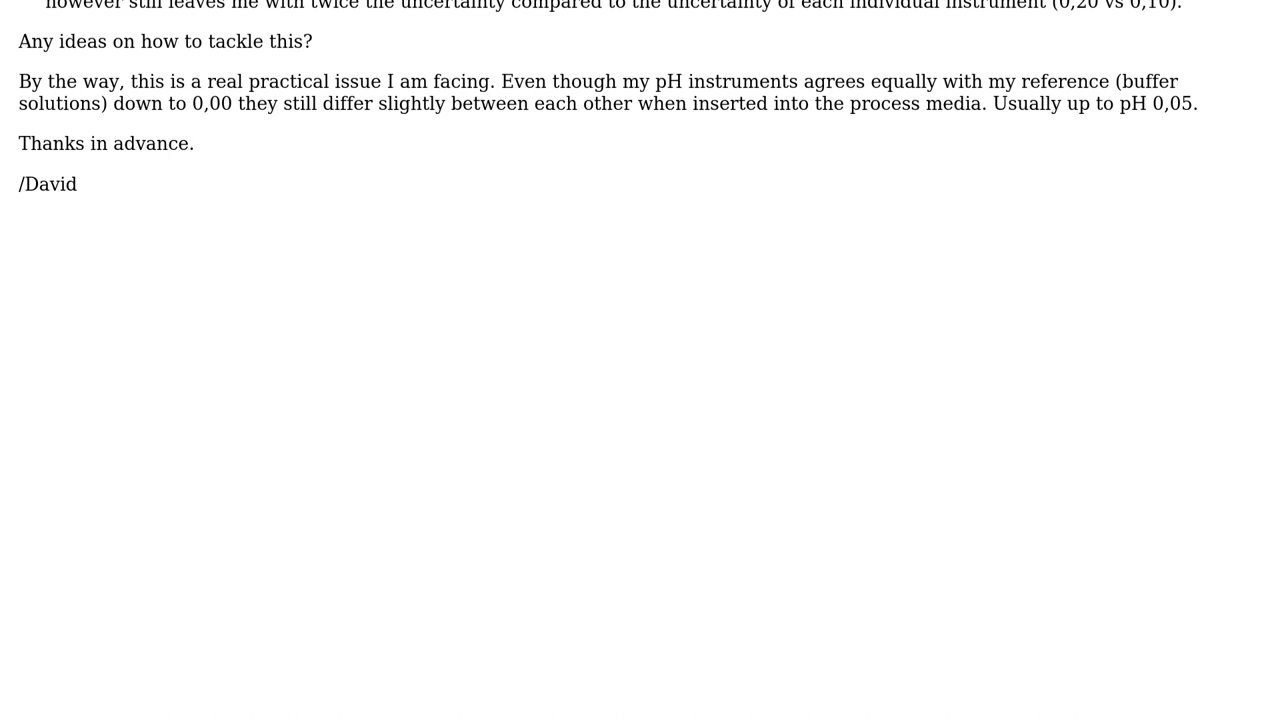 however still leaves me with twice the uncertainty compared to the uncertainty of each individual instrument (0,20 vs 0,10).
Any ideas on how to tackle this?
By the way, this is a real practical issue I am facing. Even though my pH instruments agrees equally with my reference (buffer
solutions) down to 0,00 they still differ slightly between each other when inserted into the process media. Usually up to pH 0,05.
Thanks in advance.
/David